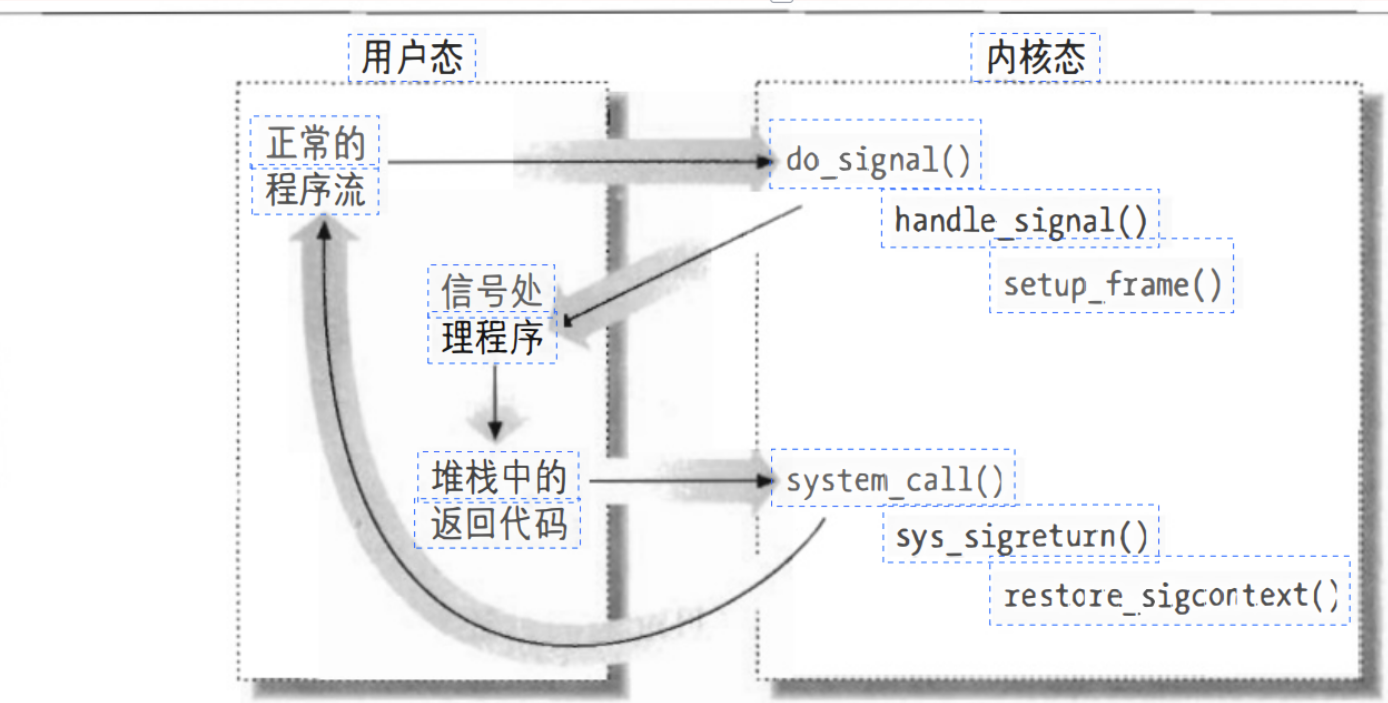 用户态
内核态
正常的
程序流
do_signal()
handle_signal()
setup_frame()
信号处
理程序
堆栈中的
返回代码
system_call()
sys_sigreturn()
restore_sigcontext()